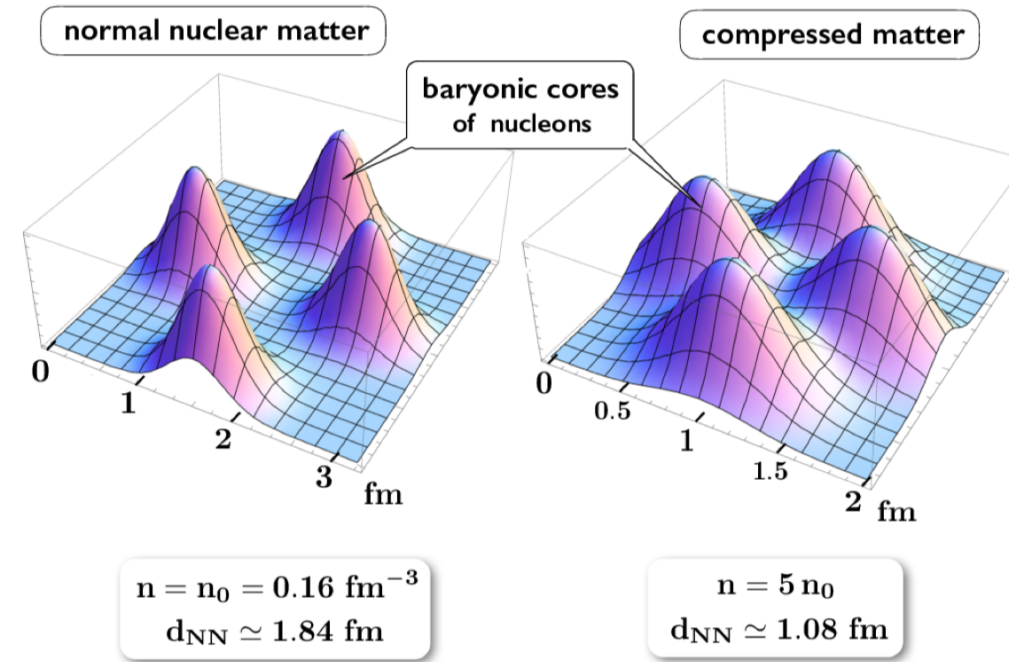 normal nuclear matter
compressed matter
baryonic cores
of nucleons
0
1
2
3
fm
0
0.5
1
1.5
2
fm
n = n₀ = 0.16 fm⁻³
d_NN ≃ 1.84 fm
n = 5 n₀
d_NN ≃ 1.08 fm